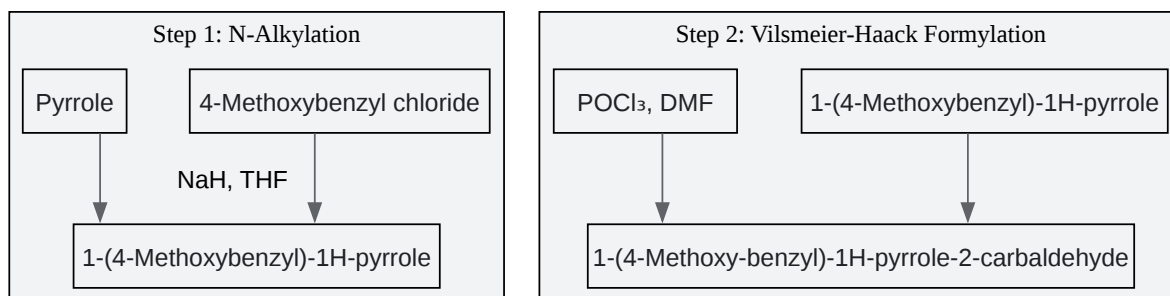 Step 1: N-Alkylation
Pyrrole
4-Methoxybenzyl chloride
NaH, THF
1-(4-Methoxybenzyl)-1H-pyrrole
Step 2: Vilsmeier-Haack Formylation
POCl₃, DMF
1-(4-Methoxybenzyl)-1H-pyrrole
1-(4-Methoxy-benzyl)-1H-pyrrole-2-carbaldehyde